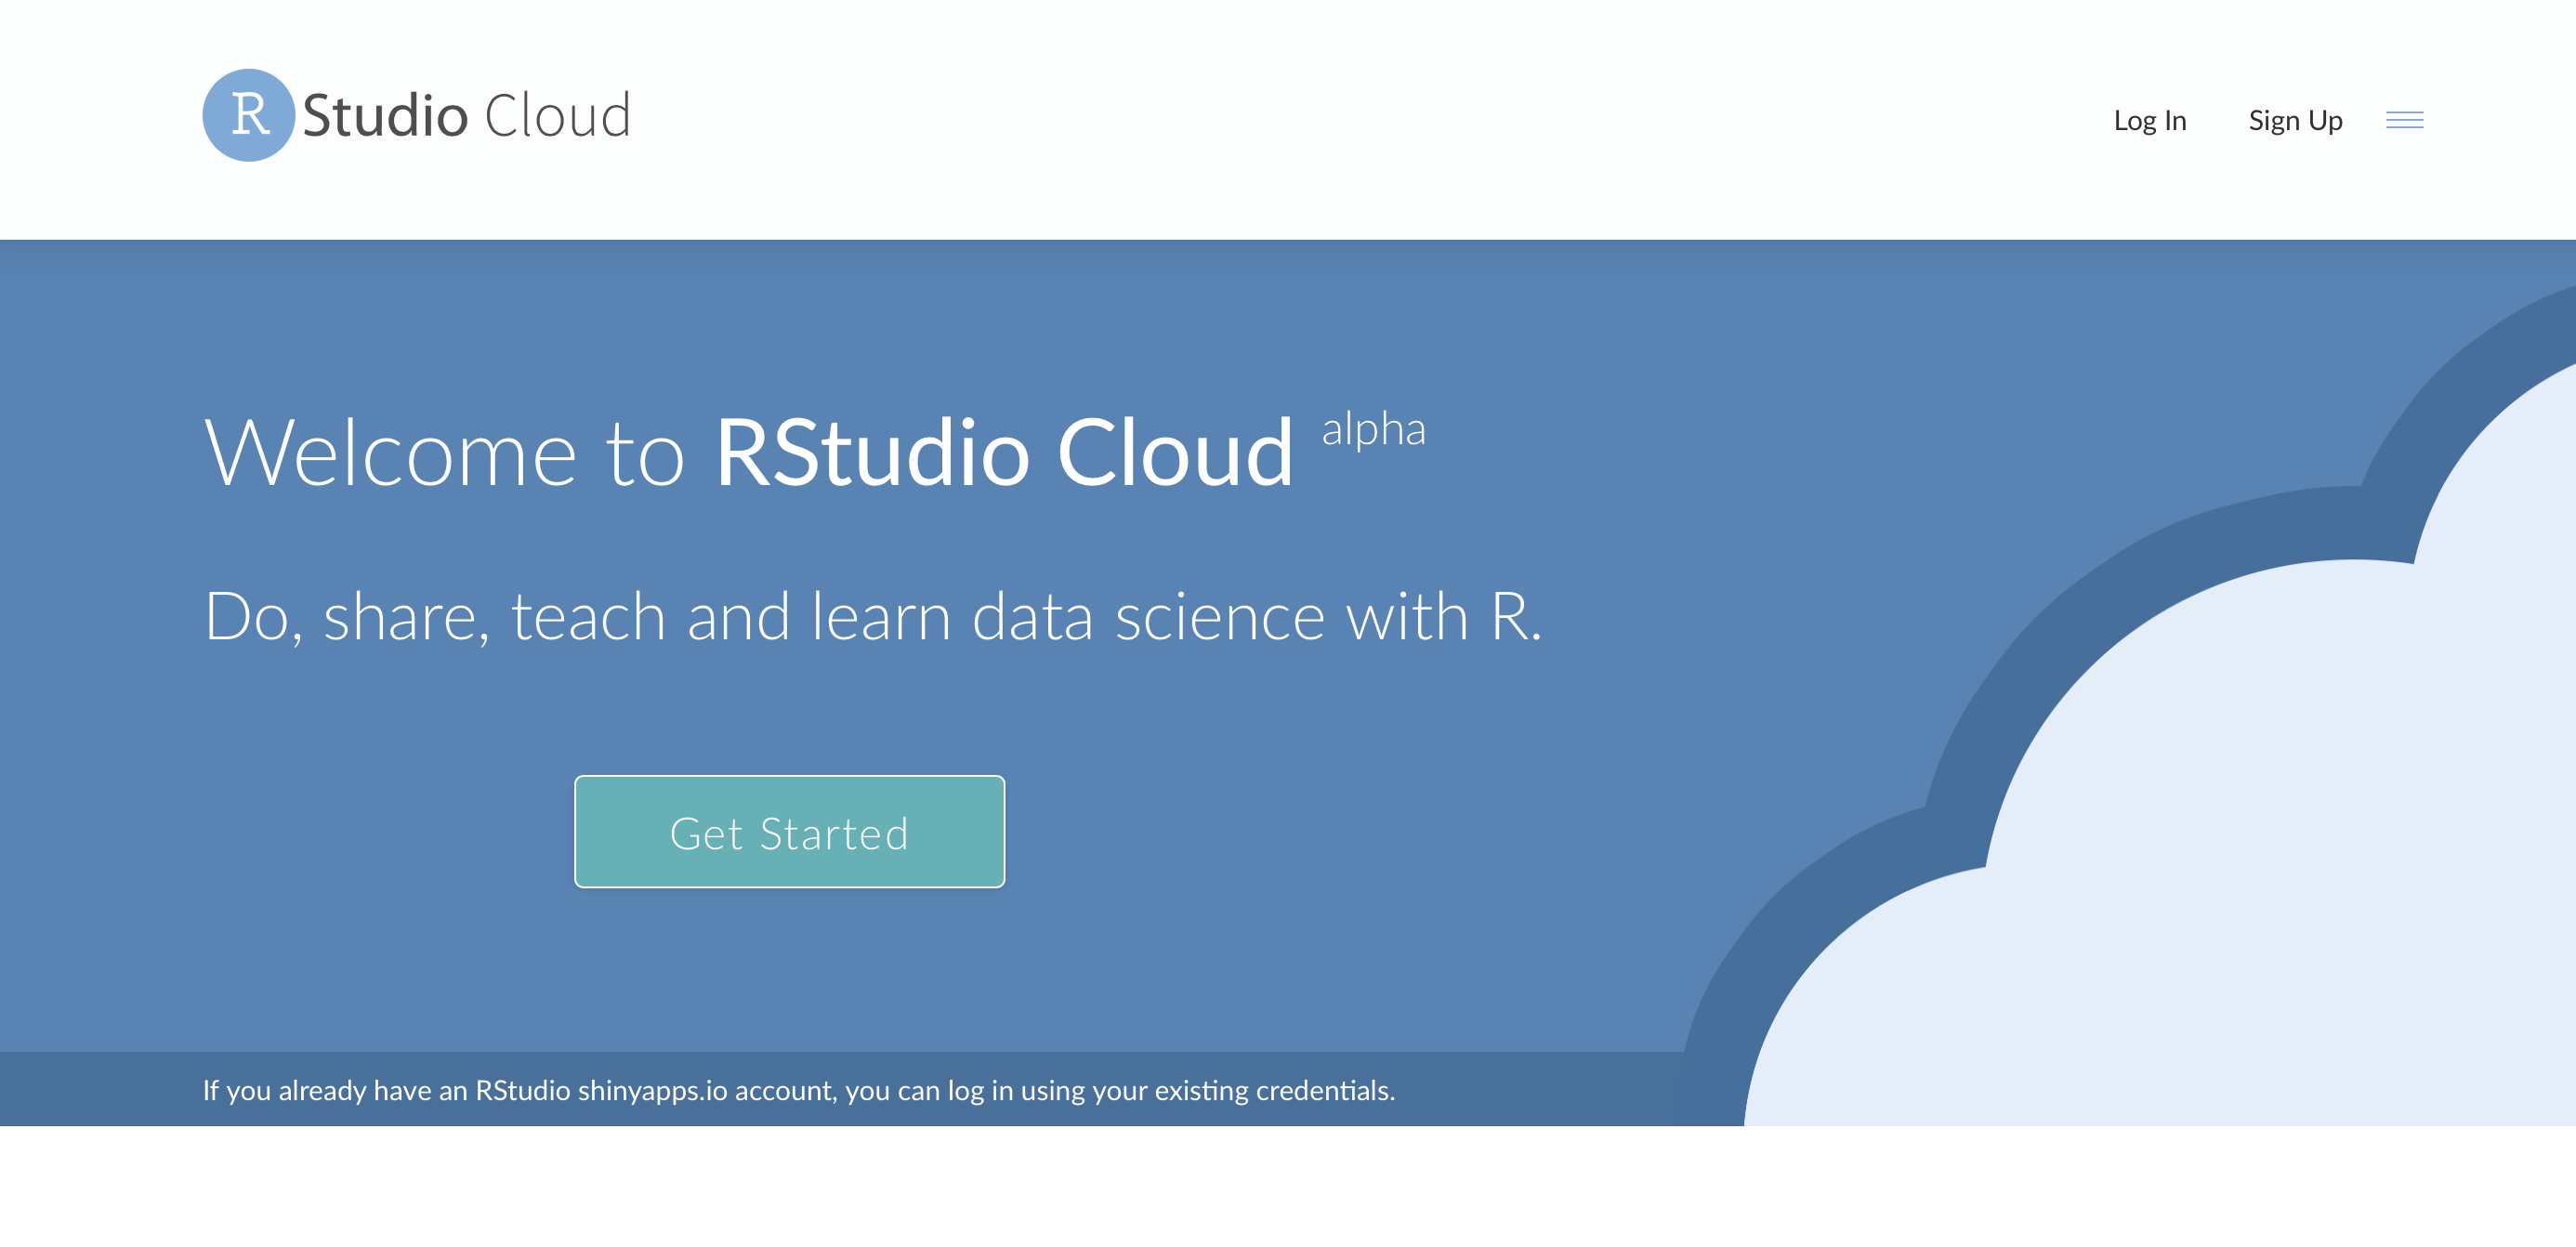 RStudio Cloud
Log In
Sign Up
Welcome to RStudio Cloud alpha
Do, share, teach and learn data science with R.
Get Started
If you already have an RStudio shinyapps.io account, you can log in using your existing credentials.